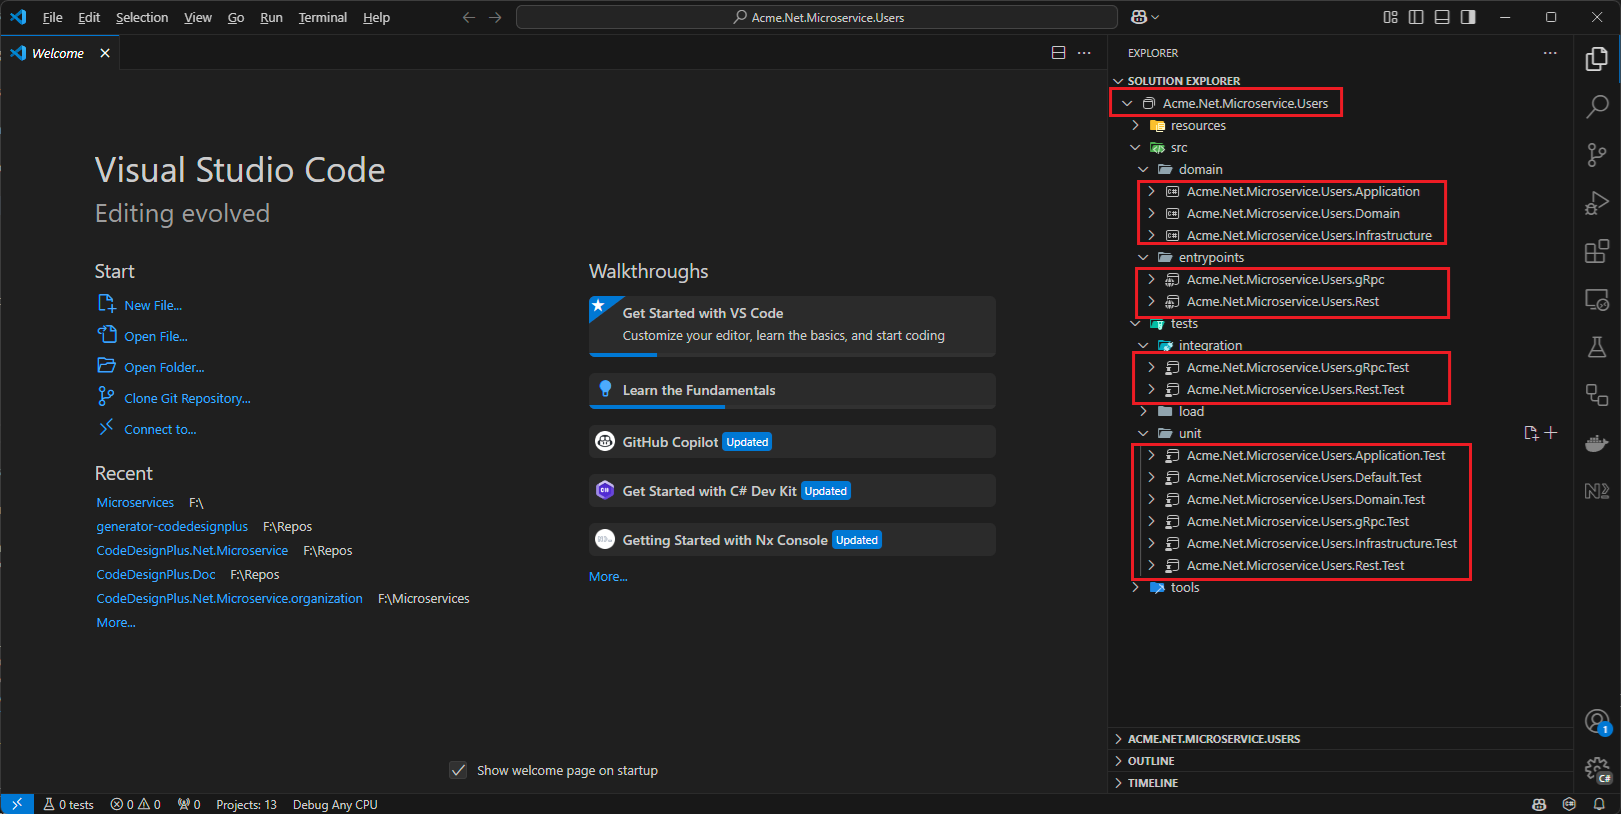 File Edit Selection View Go Run Terminal Help
Acme.Net.Microservice.Users
Welcome
Visual Studio Code
Editing evolved
Start
New File...
Open File...
Open Folder...
Clone Git Repository...
Connect to...
Recent
Microservices F:\
generator-codedesignplus F:\Repos
CodeDesignPlus.Net.Microservice F:\Repos
CodeDesignPlus.Doc F:\Repos
CodeDesignPlus.Net.Microservice.organization F:\Microservices
More...
Walkthroughs
Get Started with VS Code
Customize your editor, learn the basics, and start coding
Learn the Fundamentals
GitHub Copilot Updated
Get Started with C# Dev Kit Updated
Getting Started with Nx Console Updated
More...
Show welcome page on startup
EXPLORER
SOLUTION EXPLORER
Acme.Net.Microservice.Users
resources
src
domain
C# Acme.Net.Microservice.Users.Application
C# Acme.Net.Microservice.Users.Domain
C# Acme.Net.Microservice.Users.Infrastructure
entrypoints
Acme.Net.Microservice.Users.gRpc
Acme.Net.Microservice.Users.Rest
tests
integration
Acme.Net.Microservice.Users.gRpc.Test
Acme.Net.Microservice.Users.Rest.Test
load
unit
Acme.Net.Microservice.Users.Application.Test
Acme.Net.Microservice.Users.Default.Test
Acme.Net.Microservice.Users.Domain.Test
Acme.Net.Microservice.Users.gRpc.Test
Acme.Net.Microservice.Users.Infrastructure.Test
Acme.Net.Microservice.Users.Rest.Test
tools
ACME.NET.MICROSERVICE.USERS
OUTLINE
TIMELINE
1
C#
0 tests 0 0 0 Projects: 13 Debug Any CPU